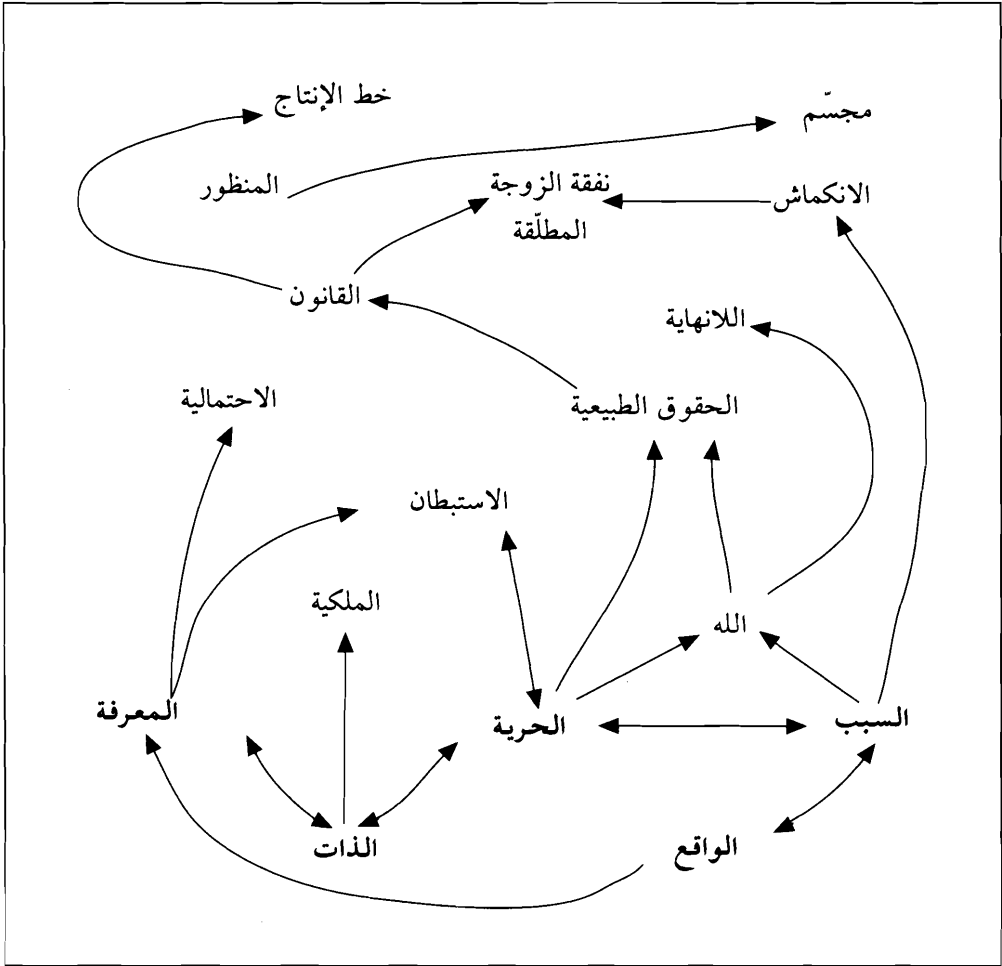 خط الإنتاج
مجسّم
المنظور
نفقة الزوجة
المطلّقة
الانكماش
القانون
اللانهاية
الاحتمالية
الحقوق الطبيعية
الاستبطان
الملكية
الله
المعرفة
الحرية
السبب
الذات
الواقع